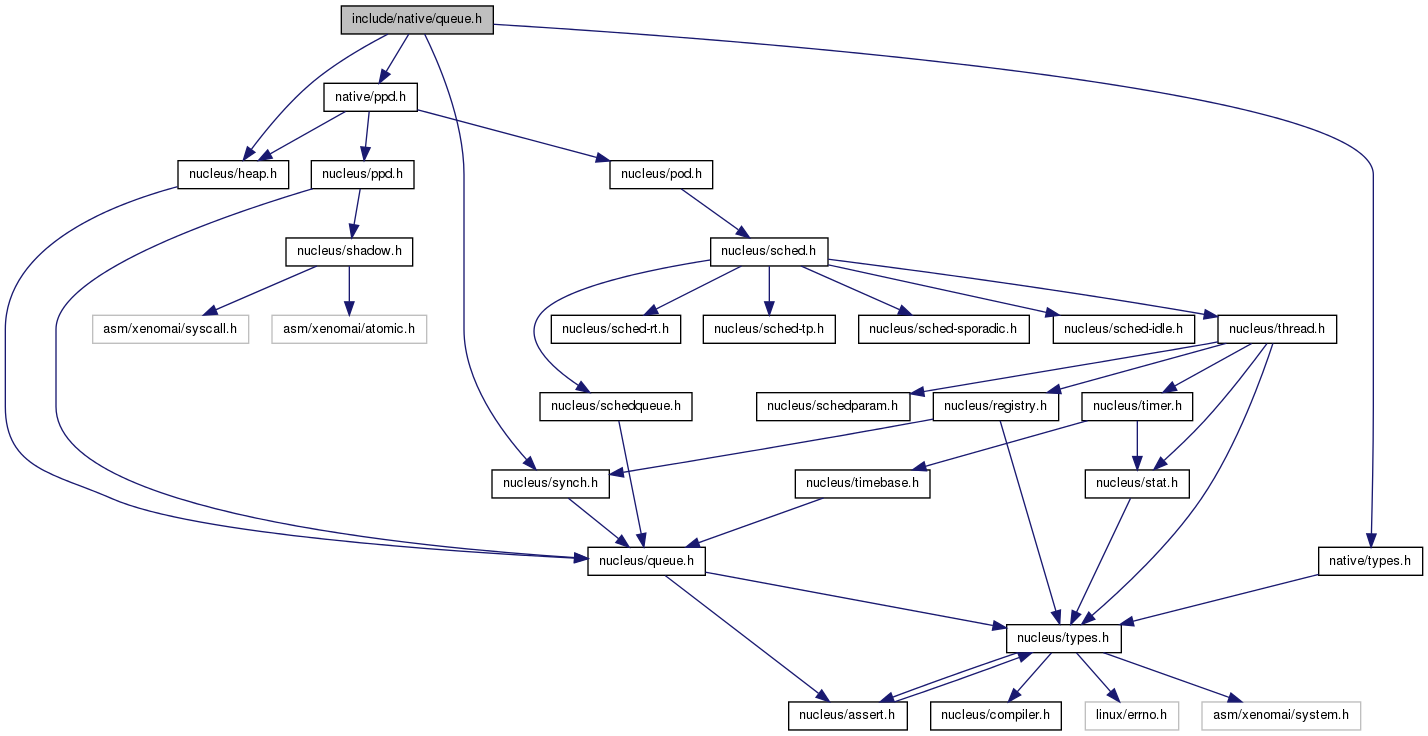 include/native/queue.h
native/ppd.h
nucleus/heap.h
nucleus/ppd.h
nucleus/pod.h
nucleus/shadow.h
nucleus/sched.h
asm/xenomai/syscall.h
asm/xenomai/atomic.h
nucleus/sched-rt.h
nucleus/sched-tp.h
nucleus/sched-sporadic.h
nucleus/sched-idle.h
nucleus/thread.h
nucleus/schedqueue.h
nucleus/schedparam.h
nucleus/registry.h
nucleus/timer.h
nucleus/synch.h
nucleus/timebase.h
nucleus/stat.h
nucleus/queue.h
native/types.h
nucleus/types.h
nucleus/assert.h
nucleus/compiler.h
linux/errno.h
asm/xenomai/system.h